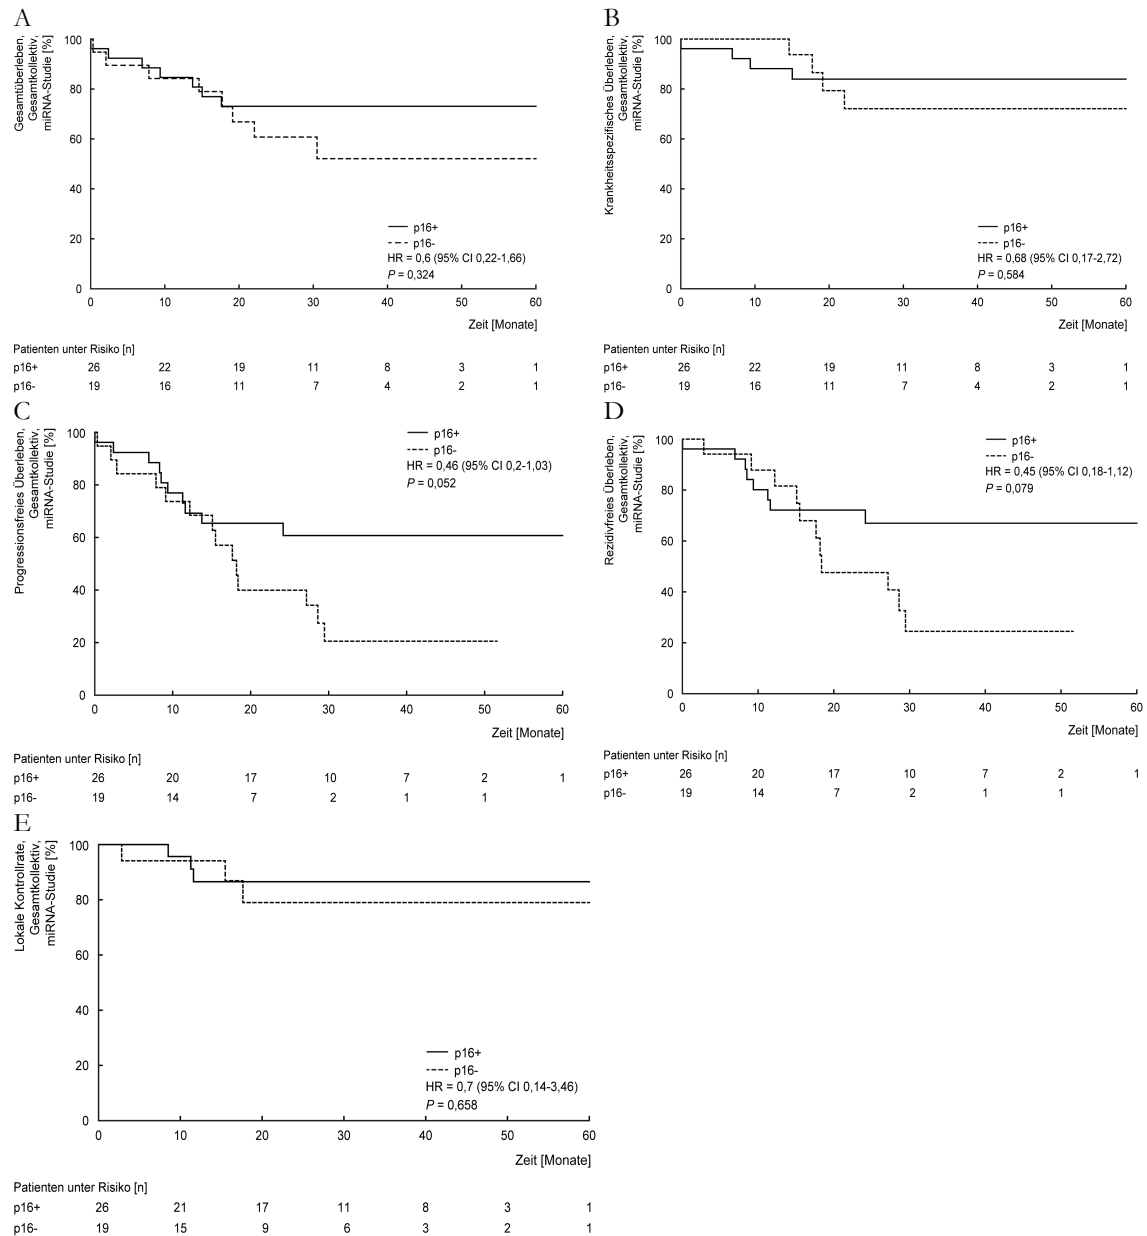 A
Gesamtüberleben,
Gesamtkollektiv,
miRNA-Studie [%]
100
80
60
40
20
0
p16+
p16-
HR = 0,6 (95% CI 0,22-1,66)
P = 0,324
0 10 20 30 40 50 60
Zeit [Monate]
Patienten unter Risiko [n]
p16+ 26 22 19 11 8 3 1
p16- 19 16 11 7 4 2 1
B
Krankheitsspezifisches Überleben,
Gesamtkollektiv,
miRNA-Studie [%]
100
80
60
40
20
0
p16+
p16-
HR = 0,68 (95% CI 0,17-2,72)
P = 0,584
0 10 20 30 40 50 60
Zeit [Monate]
Patienten unter Risiko [n]
p16+ 26 22 19 11 8 3 1
p16- 19 16 11 7 4 2 1
C
Progressionsfreies Überleben,
Gesamtkollektiv,
miRNA-Studie [%]
100
80
60
40
20
0
p16+
p16-
HR = 0,46 (95% CI 0,2-1,03)
P = 0,052
0 10 20 30 40 50 60
Zeit [Monate]
Patienten unter Risiko [n]
p16+ 26 20 17 10 7 2 1
p16- 19 14 7 2 1 1
D
Rezidivfreies Überleben,
Gesamtkollektiv,
miRNA-Studie [%]
100
80
60
40
20
0
p16+
p16-
HR = 0,45 (95% CI 0,18-1,12)
P = 0,079
0 10 20 30 40 50 60
Zeit [Monate]
Patienten unter Risiko [n]
p16+ 26 20 17 10 7 2 1
p16- 19 14 7 2 1 1
E
Lokale Kontrollrate,
Gesamtkollektiv,
miRNA-Studie [%]
100
80
60
40
20
0
p16+
p16-
HR = 0,7 (95% CI 0,14-3,46)
P = 0,658
0 10 20 30 40 50 60
Zeit [Monate]
Patienten unter Risiko [n]
p16+ 26 21 17 11 8 3 1
p16- 19 15 9 6 3 2 1